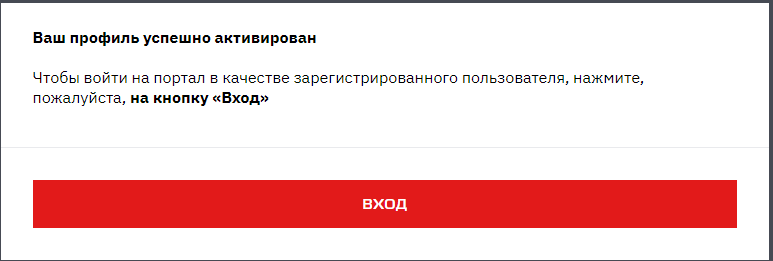 Ваш профиль успешно активирован
Чтобы войти на портал в качестве зарегистрированного пользователя, нажмите,
пожалуйста, на кнопку «Вход»
ВХОД